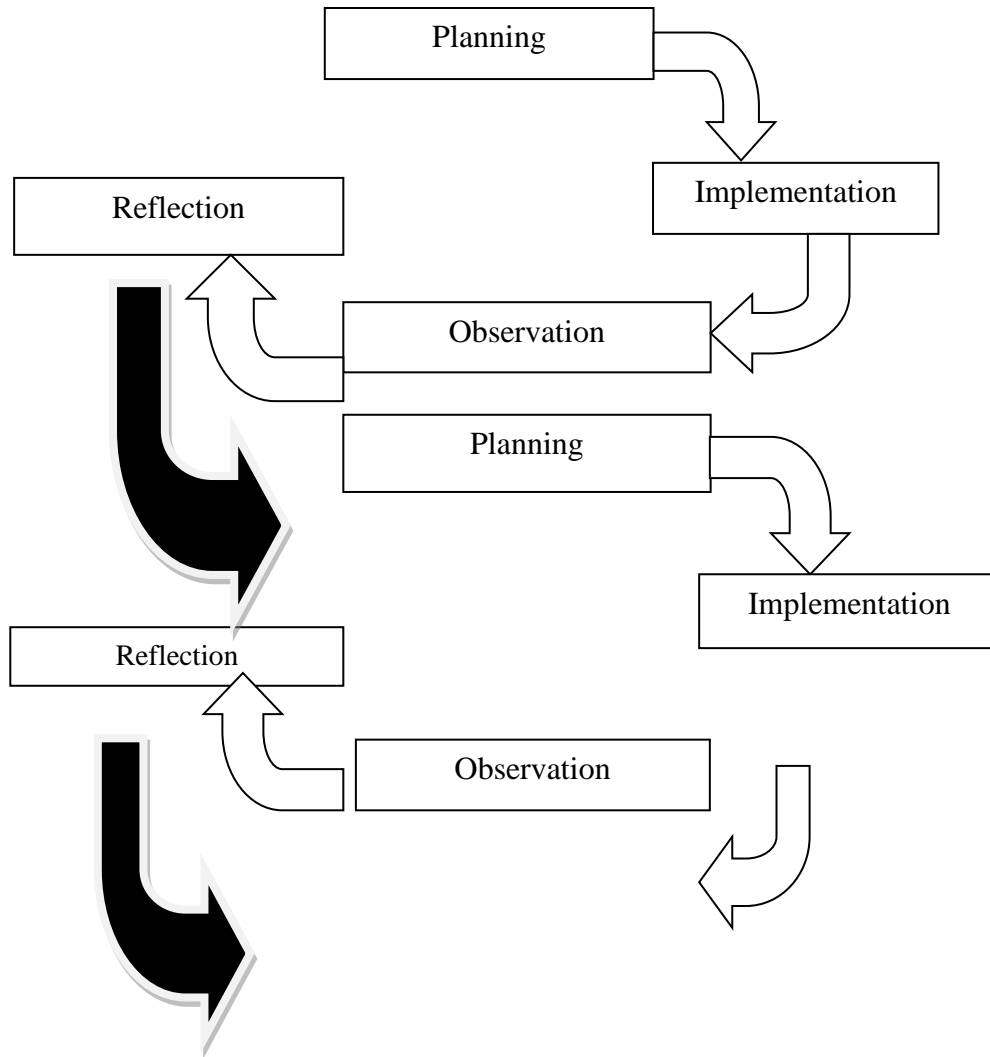 Planning
Implementation
Reflection
Observation
Planning
Implementation
Reflection
Observation